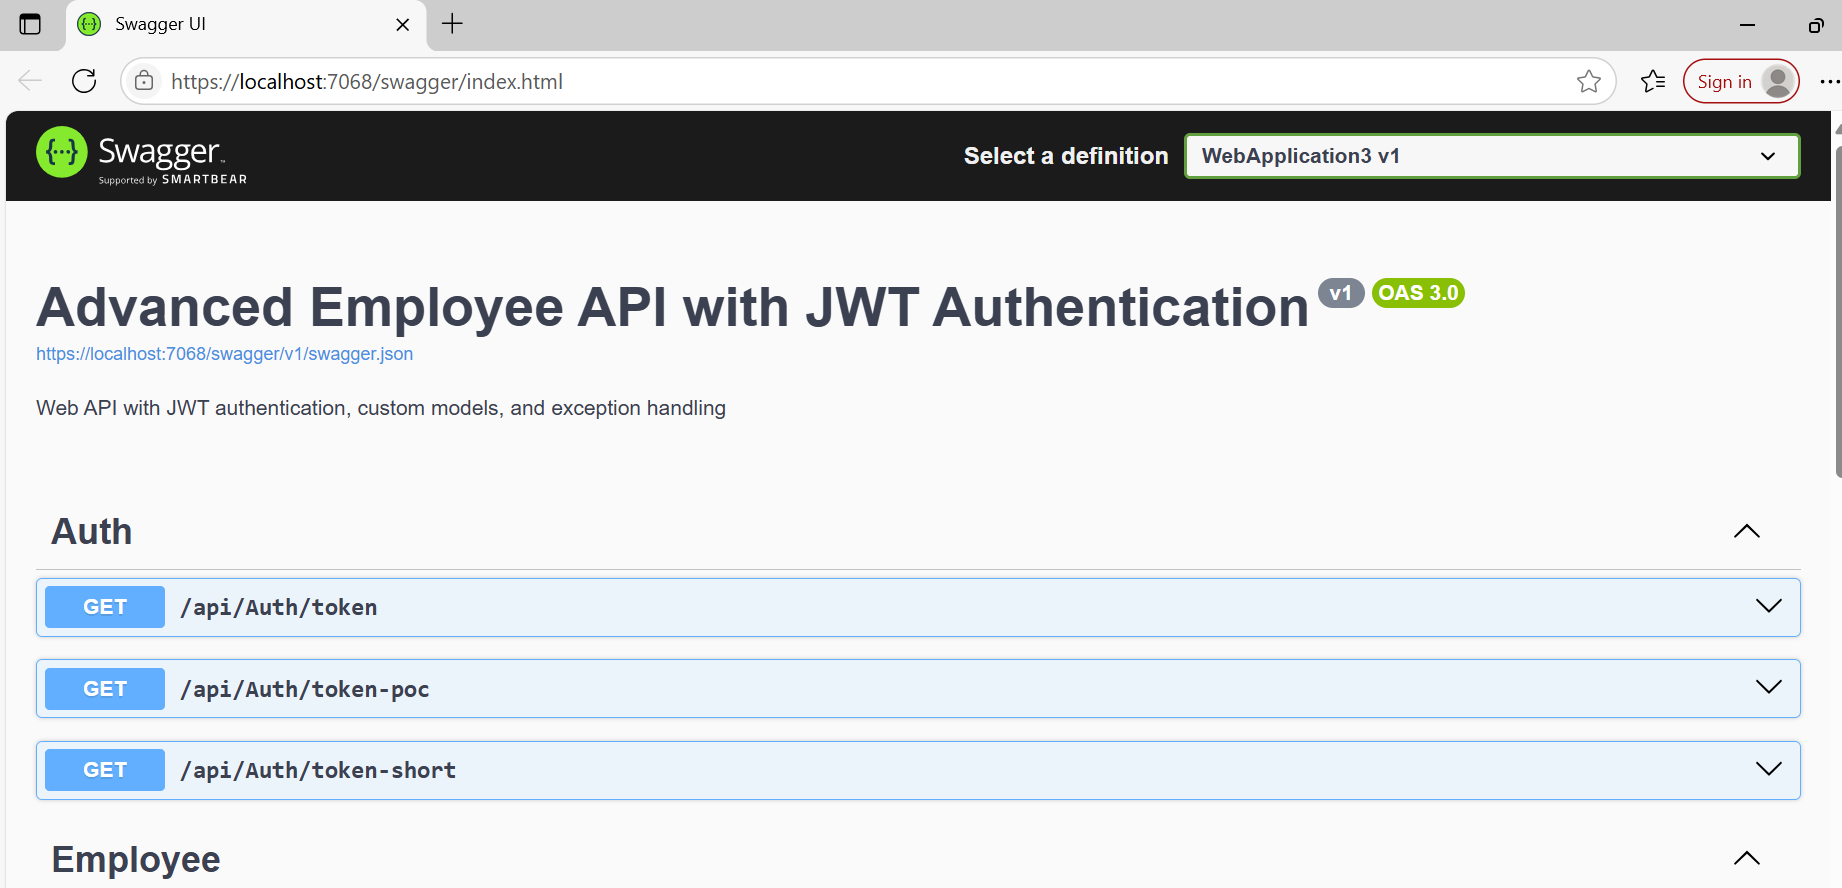 Swagger UI
https://localhost:7068/swagger/index.html
Sign in
Swagger
Supported by SMARTBEAR
Select a definition
WebApplication3 v1
Advanced Employee API with JWT Authentication v1 OAS 3.0
https://localhost:7068/swagger/v1/swagger.json
Web API with JWT authentication, custom models, and exception handling
Auth
GET /api/Auth/token
GET /api/Auth/token-poc
GET /api/Auth/token-short
Employee